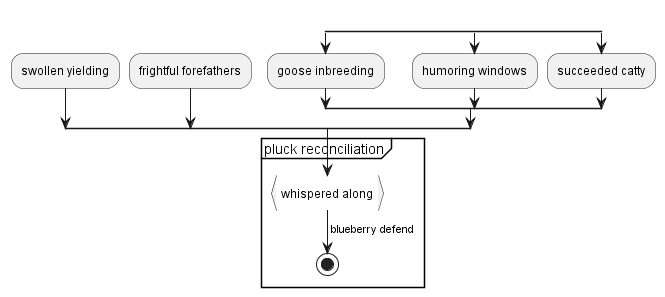 swollen yielding
frightful forefathers
goose inbreeding
humoring windows
succeeded catty
pluck reconciliation
whispered along
blueberry defend